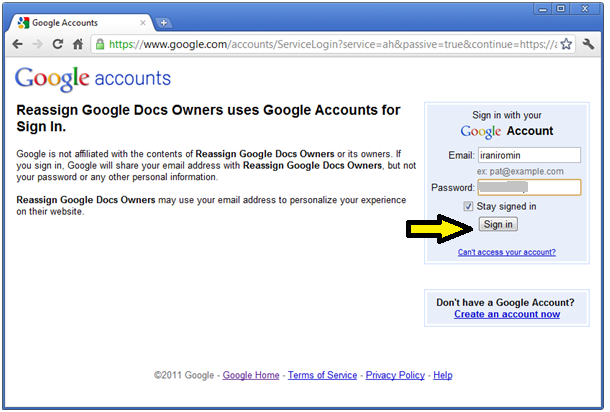 Google Accounts
https://www.google.com/accounts/ServiceLogin?service=ah&passive=true&continue=https://a
Google accounts
Reassign Google Docs Owners uses Google Accounts for
Sign In.
Google is not affiliated with the contents of Reassign Google Docs Owners or its owners. If
you sign in, Google will share your email address with Reassign Google Docs Owners, but not
your password or any other personal information.
Reassign Google Docs Owners may use your email address to personalize your experience
on their website.
Sign in with your
Google Account
Email: iraniromin
ex: pat@example.com
Password:
Stay signed in
Sign in
Can't access your account?
Don't have a Google Account?
Create an account now
©2011 Google - Google Home - Terms of Service - Privacy Policy - Help